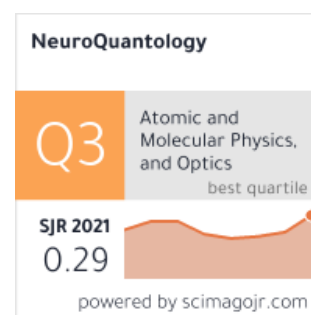 NeuroQuantology
Q3
Atomic and
Molecular Physics,
and Optics
best quartile
SJR 2021
0.29
powered by scimagojr.com